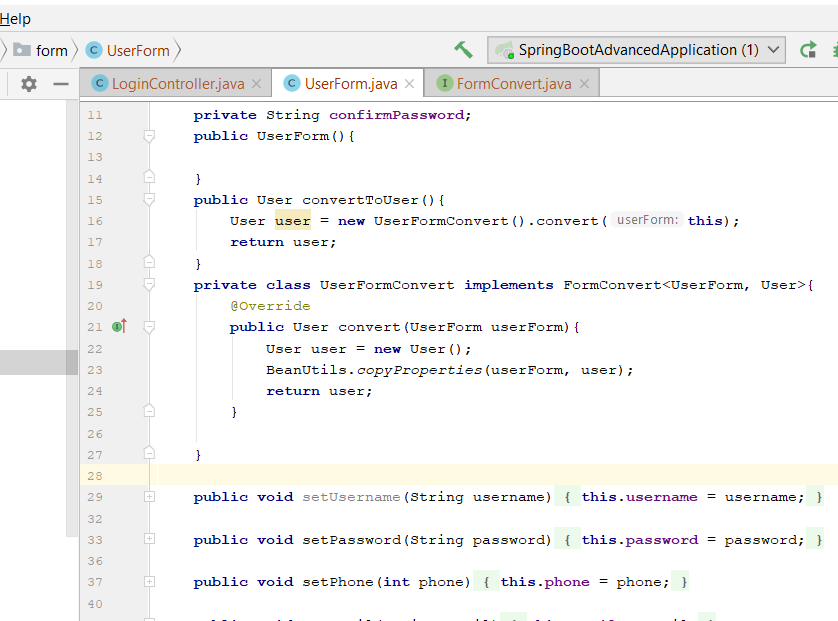 Help
form UserForm SpringBootAdvancedApplication (1)
LoginController.java UserForm.java FormConvert.java
11 private String confirmPassword;
12 public UserForm(){
13
14 }
15 public User convertToUser(){
16 User user = new UserFormConvert().convert( userForm: this);
17 return user;
18 }
19 private class UserFormConvert implements FormConvert<UserForm, User>{
20 @Override
21 public User convert(UserForm userForm){
22 User user = new User();
23 BeanUtils.copyProperties(userForm, user);
24 return user;
25 }
26
27 }
28
29 public void setUsername(String username) { this.username = username; }
32
33 public void setPassword(String password) { this.password = password; }
36
37 public void setPhone(int phone) { this.phone = phone; }
40